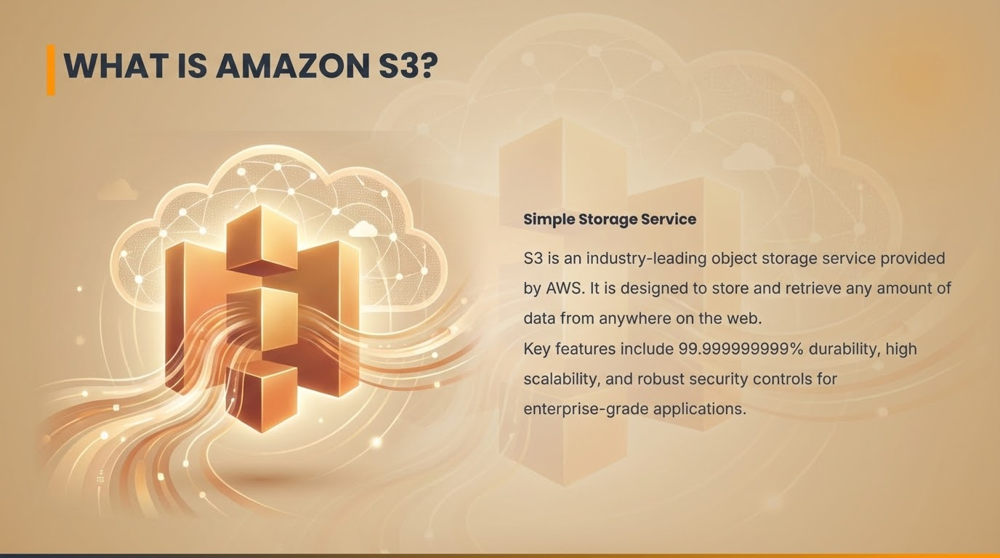 WHAT IS AMAZON S3?
Simple Storage Service
S3 is an industry-leading object storage service provided
by AWS. It is designed to store and retrieve any amount of
data from anywhere on the web.
Key features include 99.999999999% durability, high
scalability, and robust security controls for
enterprise-grade applications.